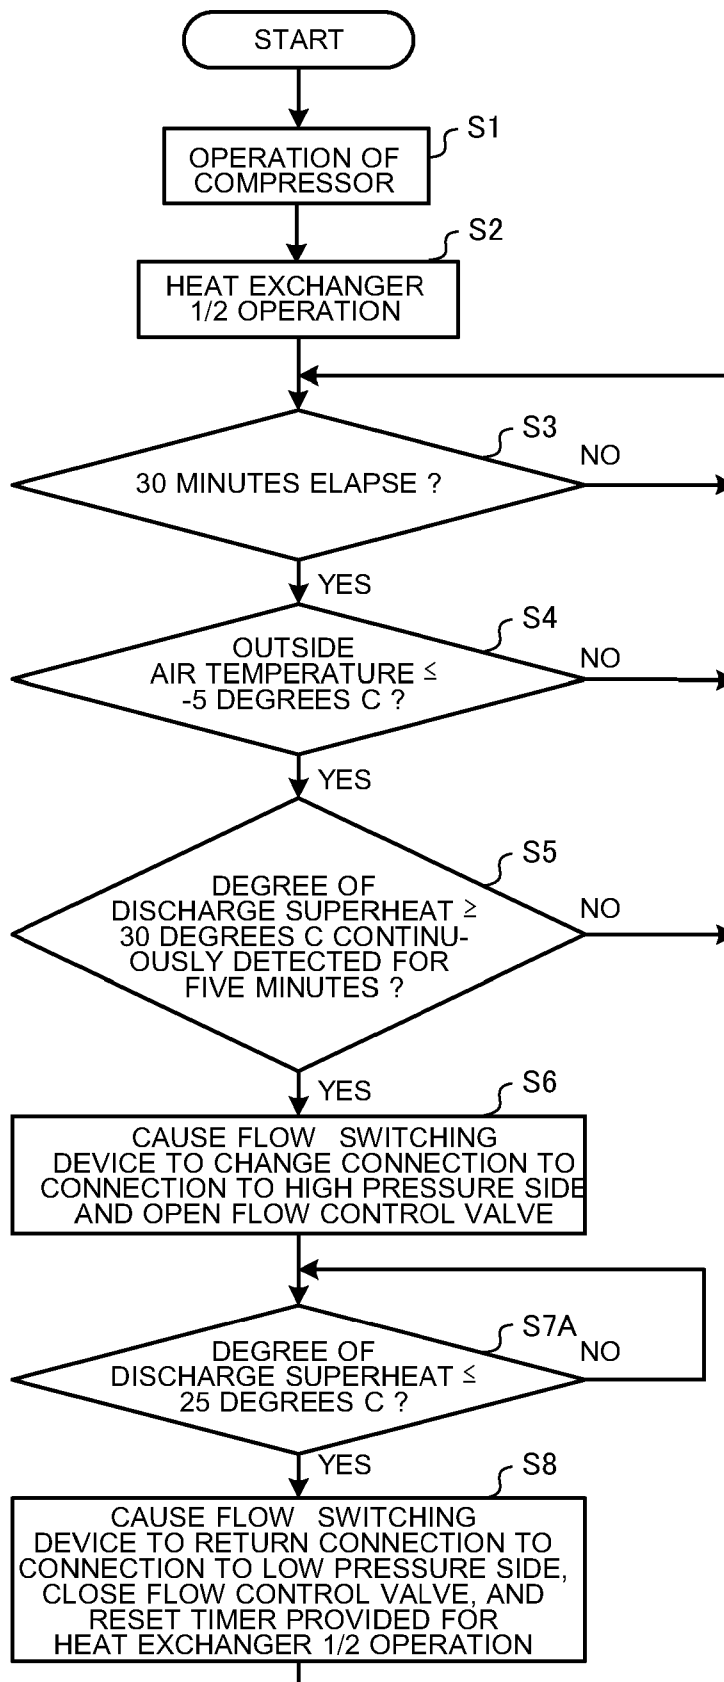 START
S1
OPERATION OF
COMPRESSOR
S2
HEAT EXCHANGER
1/2 OPERATION
S3
30 MINUTES ELAPSE ?
NO
YES
S4
OUTSIDE
AIR TEMPERATURE ≤
-5 DEGREES C ?
NO
YES
S5
DEGREE OF
DISCHARGE SUPERHEAT ≥
30 DEGREES C CONTINU-
OUSLY DETECTED FOR
FIVE MINUTES ?
NO
YES
S6
CAUSE FLOW SWITCHING
DEVICE TO CHANGE CONNECTION TO
CONNECTION TO HIGH PRESSURE SIDE
AND OPEN FLOW CONTROL VALVE
S7A
DEGREE OF
DISCHARGE SUPERHEAT ≤
25 DEGREES C ?
NO
YES
S8
CAUSE FLOW SWITCHING
DEVICE TO RETURN CONNECTION TO
CONNECTION TO LOW PRESSURE SIDE,
CLOSE FLOW CONTROL VALVE, AND
RESET TIMER PROVIDED FOR
HEAT EXCHANGER 1/2 OPERATION